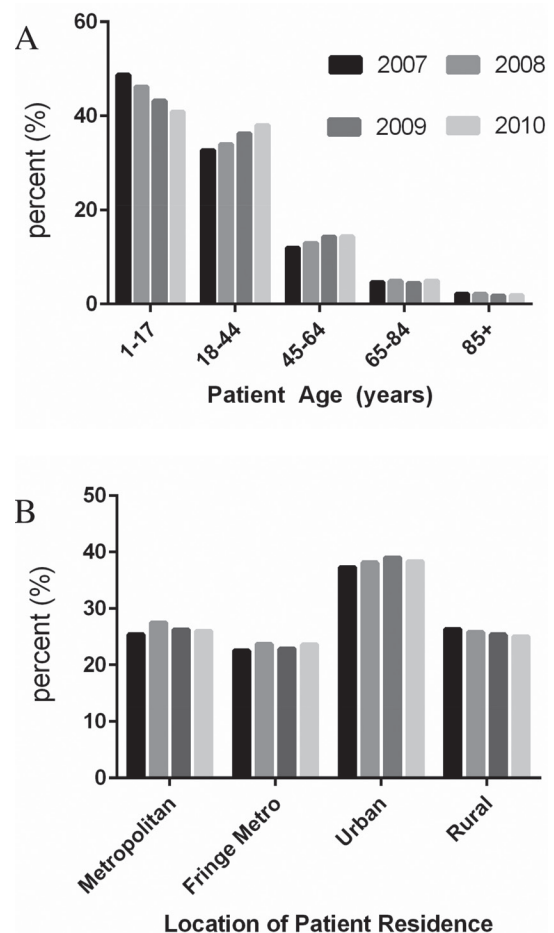 A
percent (%)
60
40
20
0
2007
2008
2009
2010
1-17
18-44
45-64
65-84
85+
Patient Age (years)
B
percent (%)
50
40
30
20
10
0
Metropolitan
Fringe Metro
Urban
Rural
Location of Patient Residence